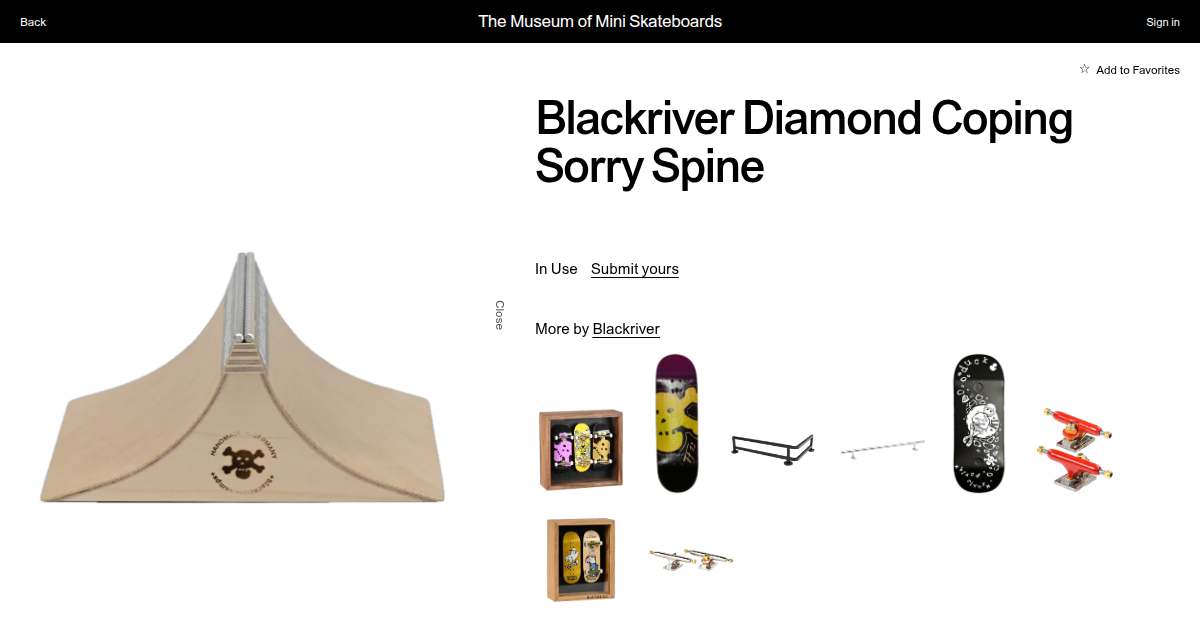 Back
The Museum of Mini Skateboards
Sign in
☆ Add to Favorites
Blackriver Diamond Coping
Sorry Spine
In Use Submit yours
Close
More by Blackriver